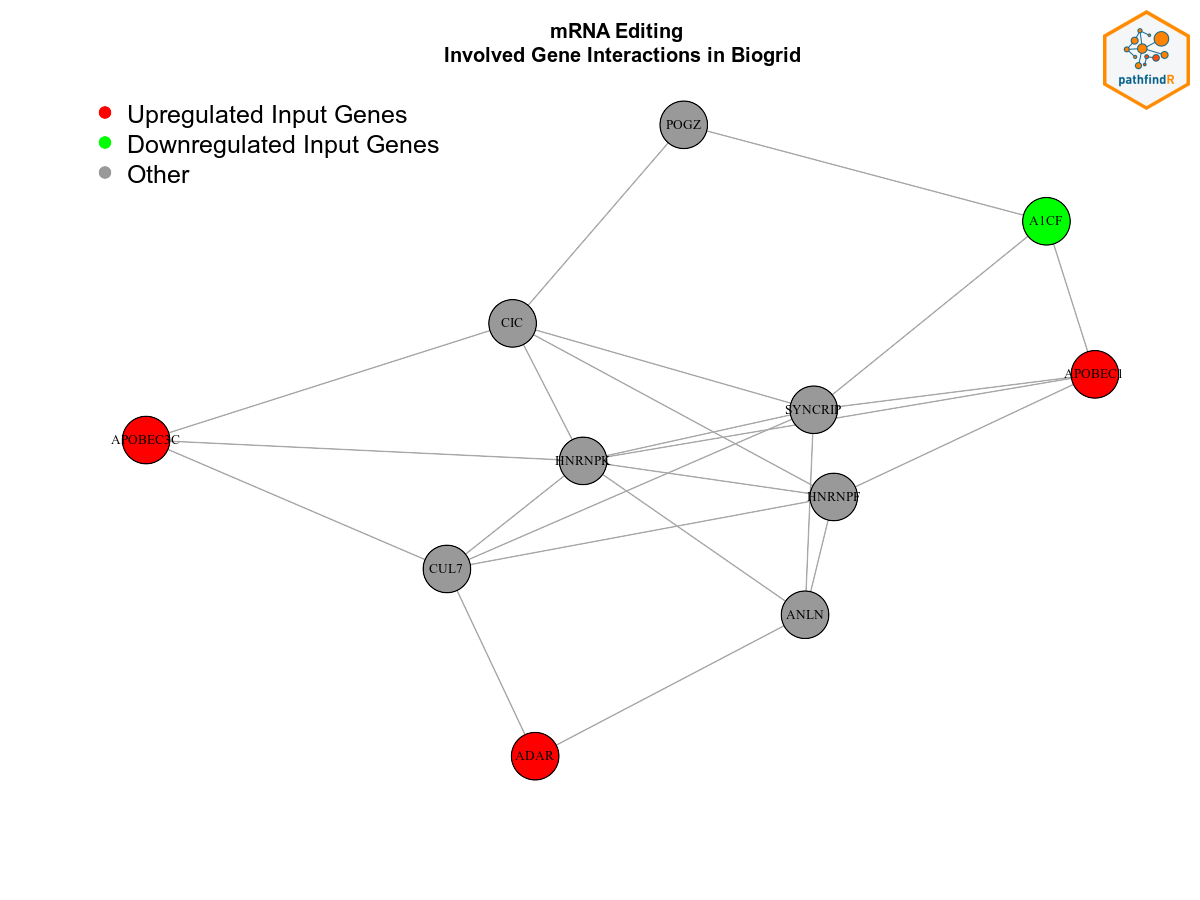 mRNA Editing
Involved Gene Interactions in Biogrid
pathfindR
Upregulated Input Genes
Downregulated Input Genes
Other
POGZ
A1CF
CIC
APOBEC1
SYNCRIP
APOBEC3C
HNRNPK
HNRNPF
CUL7
ANLN
ADAR